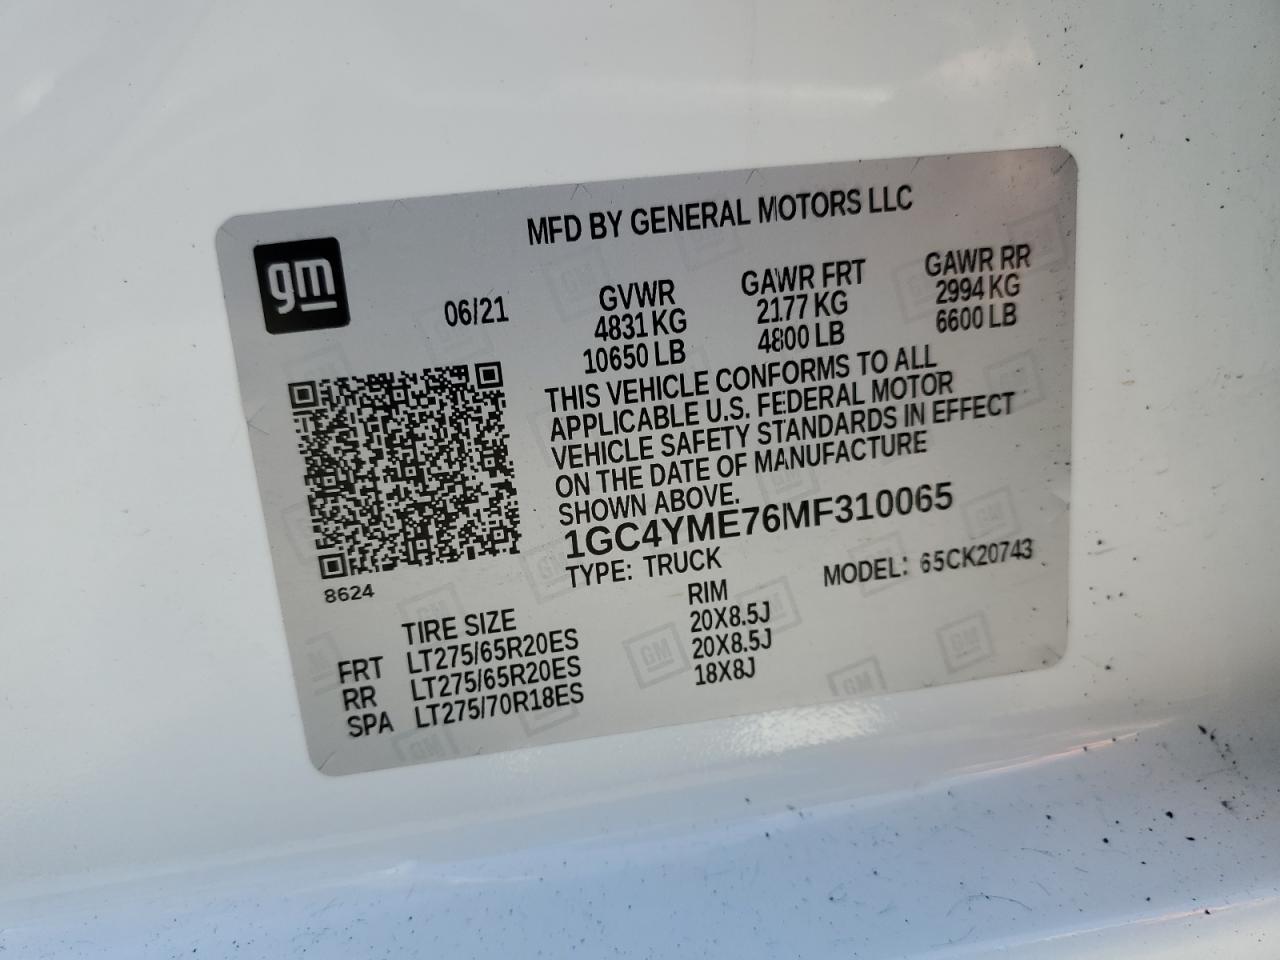 MFD BY GENERAL MOTORS LLC
gm
06/21
GVWR GAWR FRT GAWR RR
4831 KG 2177 KG 2994 KG
10650 LB 4800 LB 6600 LB
THIS VEHICLE CONFORMS TO ALL
APPLICABLE U.S. FEDERAL MOTOR
VEHICLE SAFETY STANDARDS IN EFFECT
ON THE DATE OF MANUFACTURE
SHOWN ABOVE.
1GC4YME76MF310065
TYPE: TRUCK MODEL: 65CK20743
8624
TIRE SIZE RIM
FRT LT275/65R20ES 20X8.5J
RR LT275/65R20ES 20X8.5J
SPA LT275/70R18ES 18X8J